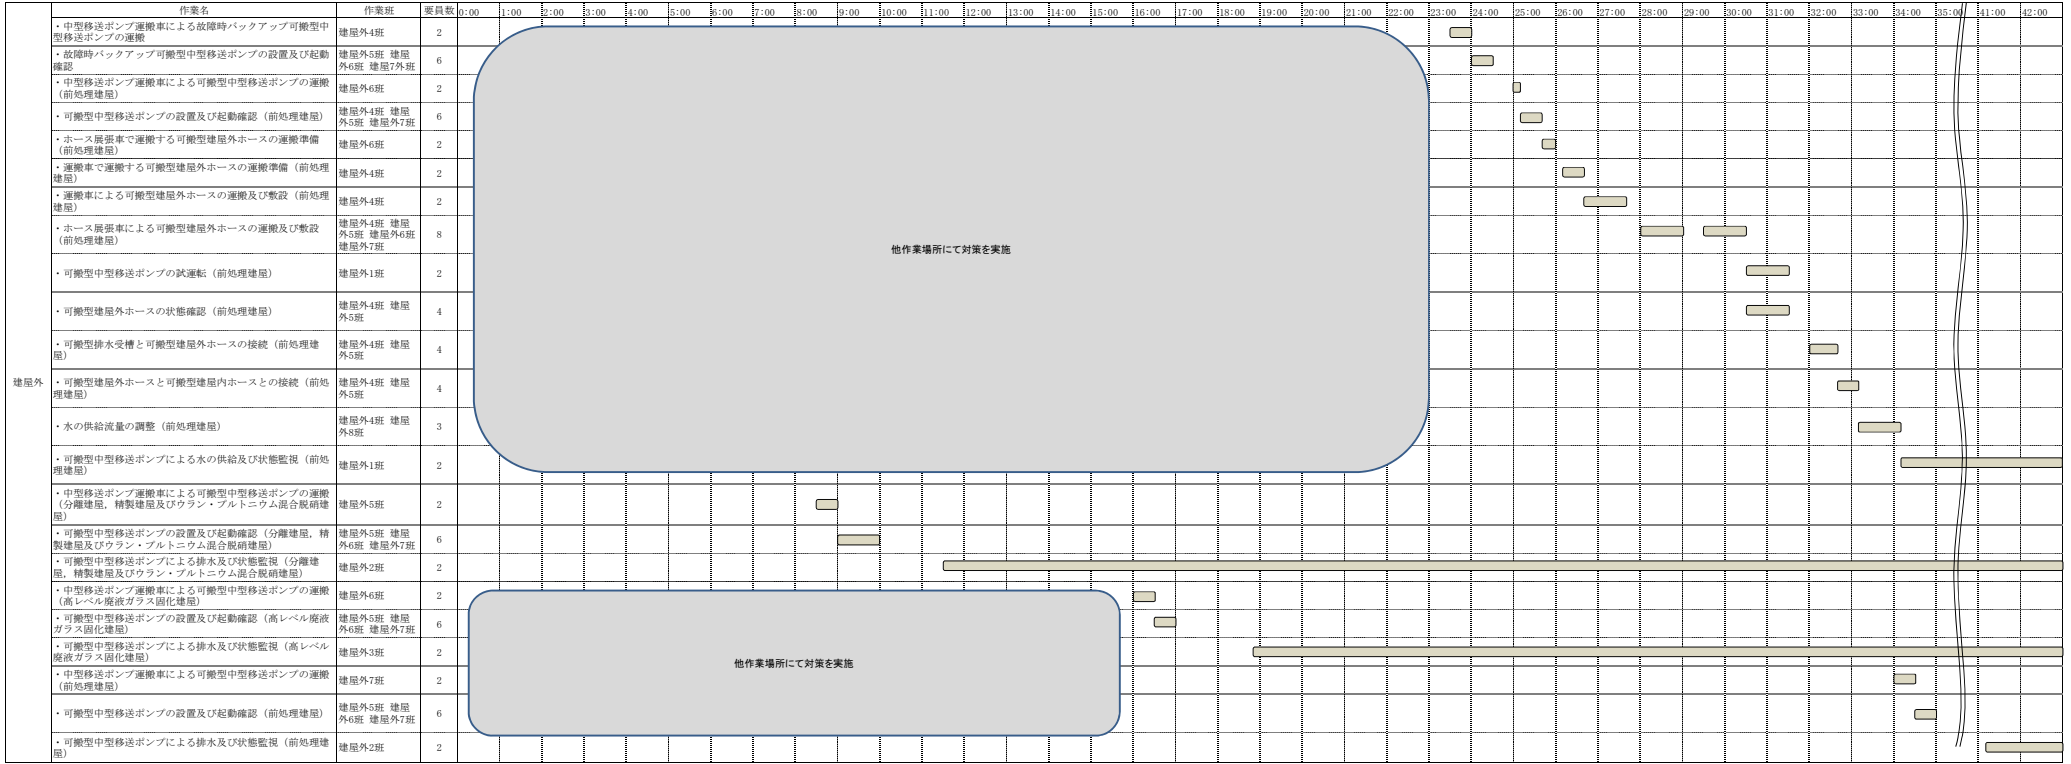 作業名 作業班 要員数 0:00 1:00 2:00 3:00 4:00 5:00 6:00 7:00 8:00 9:00 10:00 11:00 12:00 13:00 14:00 15:00 16:00 17:00 18:00 19:00 20:00 21:00 22:00 23:00 24:00 25:00 26:00 27:00 28:00 29:00 30:00 31:00 32:00 33:00 34:00 35:00 41:00 42:00
建屋外
・中型移送ポンプ運搬車による故障時バックアップ可搬型中
型移送ポンプの運搬
建屋外4班
2
・故障時バックアップ可搬型中型移送ポンプの設置及び起動
確認
建屋外5班 建屋
外6班 建屋7外班
6
・中型移送ポンプ運搬車による可搬型中型移送ポンプの運搬
（前処理建屋）
建屋外6班
2
・可搬型中型移送ポンプの設置及び起動確認（前処理建屋）
建屋外4班 建屋
外5班 建屋外7班
6
・ホース展張車で運搬する可搬型建屋外ホースの運搬準備
（前処理建屋）
建屋外6班
2
・運搬車で運搬する可搬型建屋外ホースの運搬準備（前処理
建屋）
建屋外4班
2
・運搬車による可搬型建屋外ホースの運搬及び敷設（前処理
建屋）
建屋外4班
2
・ホース展張車による可搬型建屋外ホースの運搬及び敷設
（前処理建屋）
建屋外4班 建屋
外5班 建屋外6班
建屋外7班
8
他作業場所にて対策を実施
・可搬型中型移送ポンプの試運転（前処理建屋）
建屋外1班
2
・可搬型建屋外ホースの状態確認（前処理建屋）
建屋外4班 建屋
外5班
4
・可搬型排水受槽と可搬型建屋外ホースの接続（前処理建
屋）
建屋外4班 建屋
外5班
4
・可搬型建屋外ホースと可搬型建屋内ホースとの接続（前処
理建屋）
建屋外4班 建屋
外5班
4
・水の供給流量の調整（前処理建屋）
建屋外4班 建屋
外8班
3
・可搬型中型移送ポンプによる水の供給及び状態監視（前処
理建屋）
建屋外1班
2
・中型移送ポンプ運搬車による可搬型中型移送ポンプの運搬
（分離建屋，精製建屋及びウラン・プルトニウム混合脱硝建
屋）
建屋外5班
2
・可搬型中型移送ポンプの設置及び起動確認（分離建屋，精
製建屋及びウラン・プルトニウム混合脱硝建屋）
建屋外5班 建屋
外6班 建屋外7班
6
・可搬型中型移送ポンプによる排水及び状態監視（分離建
屋，精製建屋及びウラン・プルトニウム混合脱硝建屋）
建屋外2班
2
・中型移送ポンプ運搬車による可搬型中型移送ポンプの運搬
（高レベル廃液ガラス固化建屋）
建屋外6班
2
・可搬型中型移送ポンプの設置及び起動確認（高レベル廃液
ガラス固化建屋）
建屋外5班 建屋
外6班 建屋外7班
6
・可搬型中型移送ポンプによる排水及び状態監視（高レベル
廃液ガラス固化建屋）
建屋外3班
2
他作業場所にて対策を実施
・中型移送ポンプ運搬車による可搬型中型移送ポンプの運搬
（前処理建屋）
建屋外7班
2
・可搬型中型移送ポンプの設置及び起動確認（前処理建屋）
建屋外5班 建屋
外6班 建屋外7班
6
・可搬型中型移送ポンプによる排水及び状態監視（前処理建
屋）
建屋外2班
2